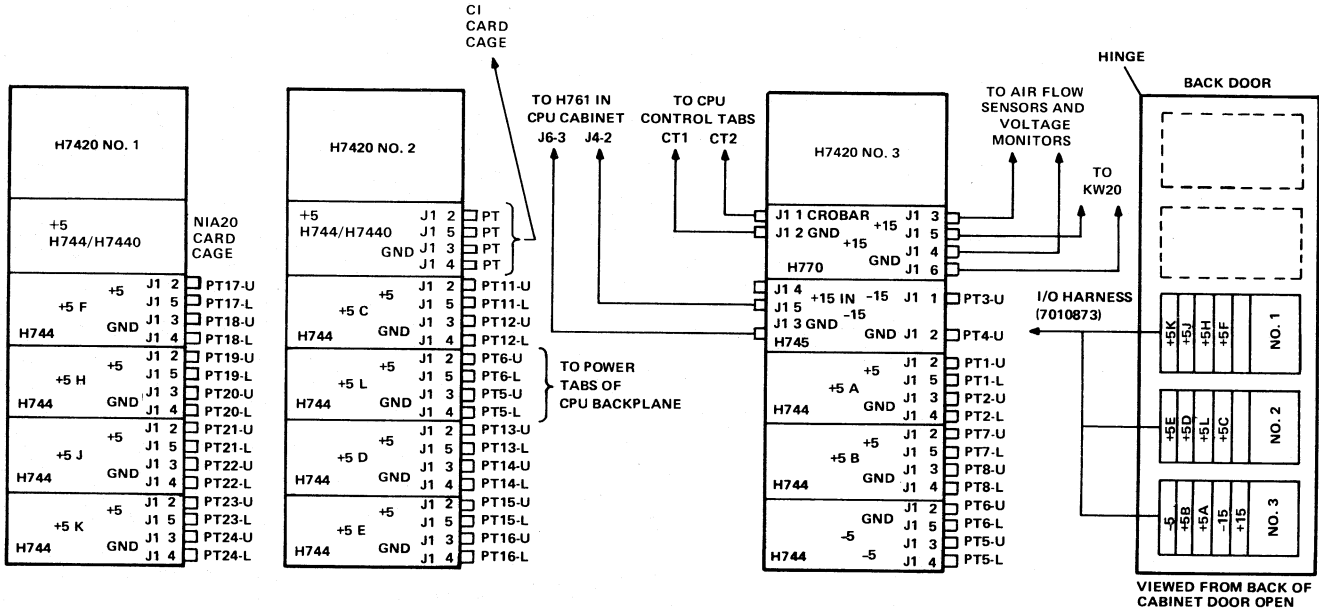 CI
CARD
CAGE
H7420 NO. 1
+5
H744/H7440
NIA20
CARD
CAGE
+5 F
+5
GND
H744
J1 2 PT17-U
J1 5 PT17-L
J1 3 PT18-U
J1 4 PT18-L
+5 H
+5
GND
H744
J1 2 PT19-U
J1 5 PT19-L
J1 3 PT20-U
J1 4 PT20-L
+5 J
+5
GND
H744
J1 2 PT21-U
J1 5 PT21-L
J1 3 PT22-U
J1 4 PT22-L
+5 K
+5
GND
H744
J1 2 PT23-U
J1 5 PT23-L
J1 3 PT24-U
J1 4 PT24-L
H7420 NO. 2
+5
H744/H7440
GND
J1 2 PT
J1 5 PT
J1 3 PT
J1 4 PT
+5 C
+5
GND
H744
J1 2 PT11-U
J1 5 PT11-L
J1 3 PT12-U
J1 4 PT12-L
+5 L
+5
GND
H744
J1 2 PT6-U
J1 5 PT6-L
J1 3 PT5-U
J1 4 PT5-L
TO POWER
TABS OF
CPU BACKPLANE
+5 D
+5
GND
H744
J1 2 PT13-U
J1 5 PT13-L
J1 3 PT14-U
J1 4 PT14-L
+5 E
+5
GND
H744
J1 2 PT15-U
J1 5 PT15-L
J1 3 PT16-U
J1 4 PT16-L
TO H761 IN
CPU CABINET
J6-3 J4-2
TO CPU
CONTROL TABS
CT1 CT2
H7420 NO. 3
TO AIR FLOW
SENSORS AND
VOLTAGE
MONITORS
TO
KW20
J1 1 CROBAR
J1 2 GND
+15
+15
GND
H770
J1 3
J1 5
J1 4
J1 6
J1 4
J1 5
J1 3 GND
+15 IN
-15
-15
GND
H745
J1 1 PT3-U
J1 2 PT4-U
+5 A
+5
GND
H744
J1 2 PT1-U
J1 5 PT1-L
J1 3 PT2-U
J1 4 PT2-L
+5 B
+5
GND
H744
J1 2 PT7-U
J1 5 PT7-L
J1 3 PT8-U
J1 4 PT8-L
GND
-5
-5
H744
J1 2 PT6-U
J1 5 PT6-L
J1 3 PT5-U
J1 4 PT5-L
HINGE
BACK DOOR
I/O HARNESS
(7010873)
+5K
+5J
+5H
+5F
NO. 1
+5E
+5D
+5L
+5C
NO. 2
-5
+5B
+5A
-15
+15
NO. 3
VIEWED FROM BACK OF
CABINET DOOR OPEN